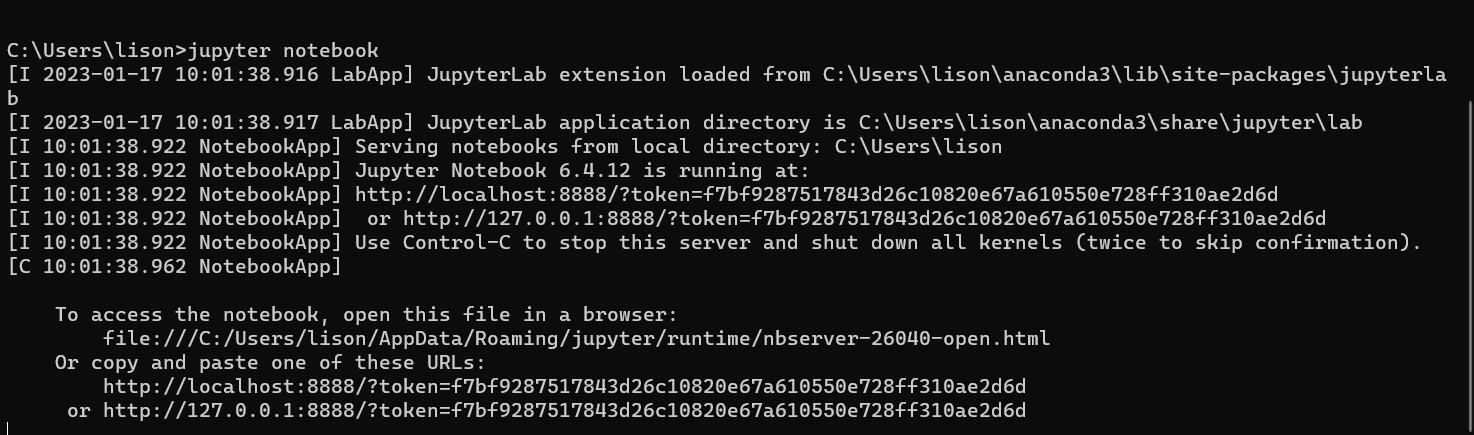 C:\Users\lison>jupyter notebook
[I 2023-01-17 10:01:38.916 LabApp] JupyterLab extension loaded from C:\Users\lison\anaconda3\lib\site-packages\jupyterla
b
[I 2023-01-17 10:01:38.917 LabApp] JupyterLab application directory is C:\Users\lison\anaconda3\share\jupyter\lab
[I 10:01:38.922 NotebookApp] Serving notebooks from local directory: C:\Users\lison
[I 10:01:38.922 NotebookApp] Jupyter Notebook 6.4.12 is running at:
[I 10:01:38.922 NotebookApp] http://localhost:8888/?token=f7bf9287517843d26c10820e67a610550e728ff310ae2d6d
[I 10:01:38.922 NotebookApp]  or http://127.0.0.1:8888/?token=f7bf9287517843d26c10820e67a610550e728ff310ae2d6d
[I 10:01:38.922 NotebookApp] Use Control-C to stop this server and shut down all kernels (twice to skip confirmation).
[C 10:01:38.962 NotebookApp]
    To access the notebook, open this file in a browser:
        file:///C:/Users/lison/AppData/Roaming/jupyter/runtime/nbserver-26040-open.html
    Or copy and paste one of these URLs:
        http://localhost:8888/?token=f7bf9287517843d26c10820e67a610550e728ff310ae2d6d
     or http://127.0.0.1:8888/?token=f7bf9287517843d26c10820e67a610550e728ff310ae2d6d